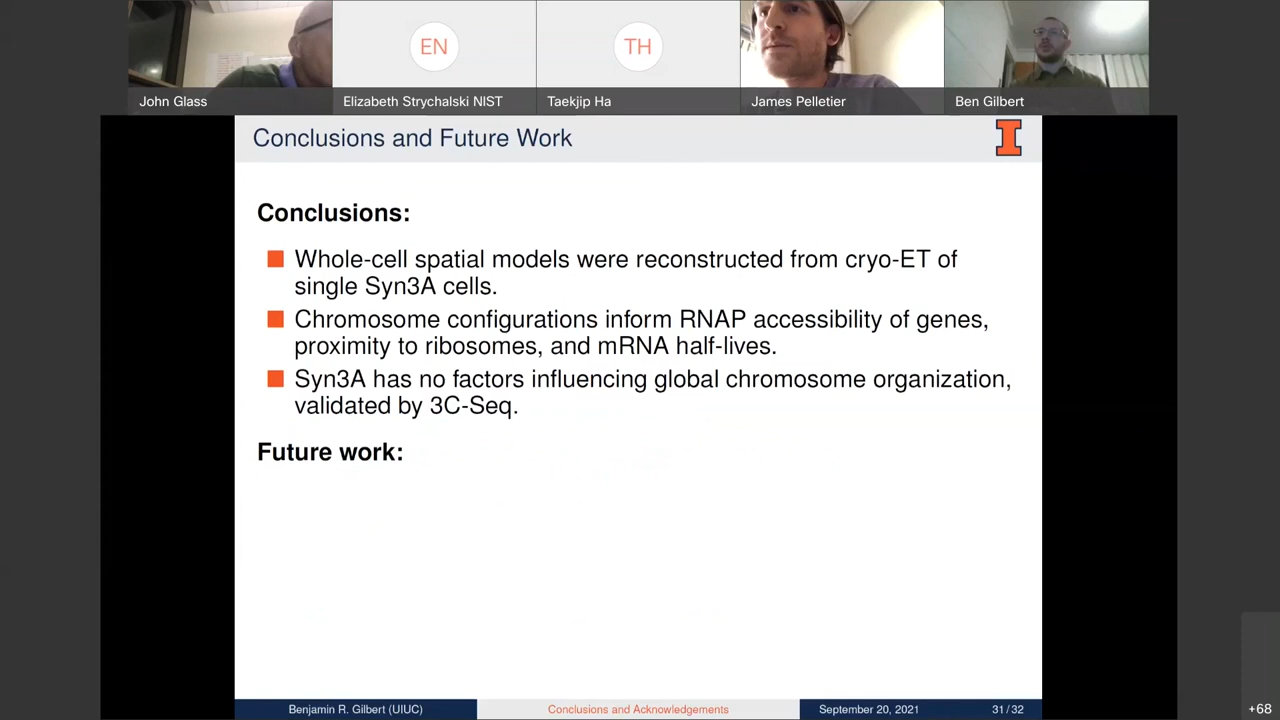 EN
TH
John Glass
Elizabeth Strychalski NIST
Taekjip Ha
James Pelletier
Ben Gilbert
Conclusions and Future Work
Conclusions:
Whole-cell spatial models were reconstructed from cryo-ET of
single Syn3A cells.
Chromosome configurations inform RNAP accessibility of genes,
proximity to ribosomes, and mRNA half-lives.
Syn3A has no factors influencing global chromosome organization,
validated by 3C-Seq.
Future work:
Benjamin R. Gilbert (UIUC)
Conclusions and Acknowledgements
September 20, 2021
31 / 32
+68